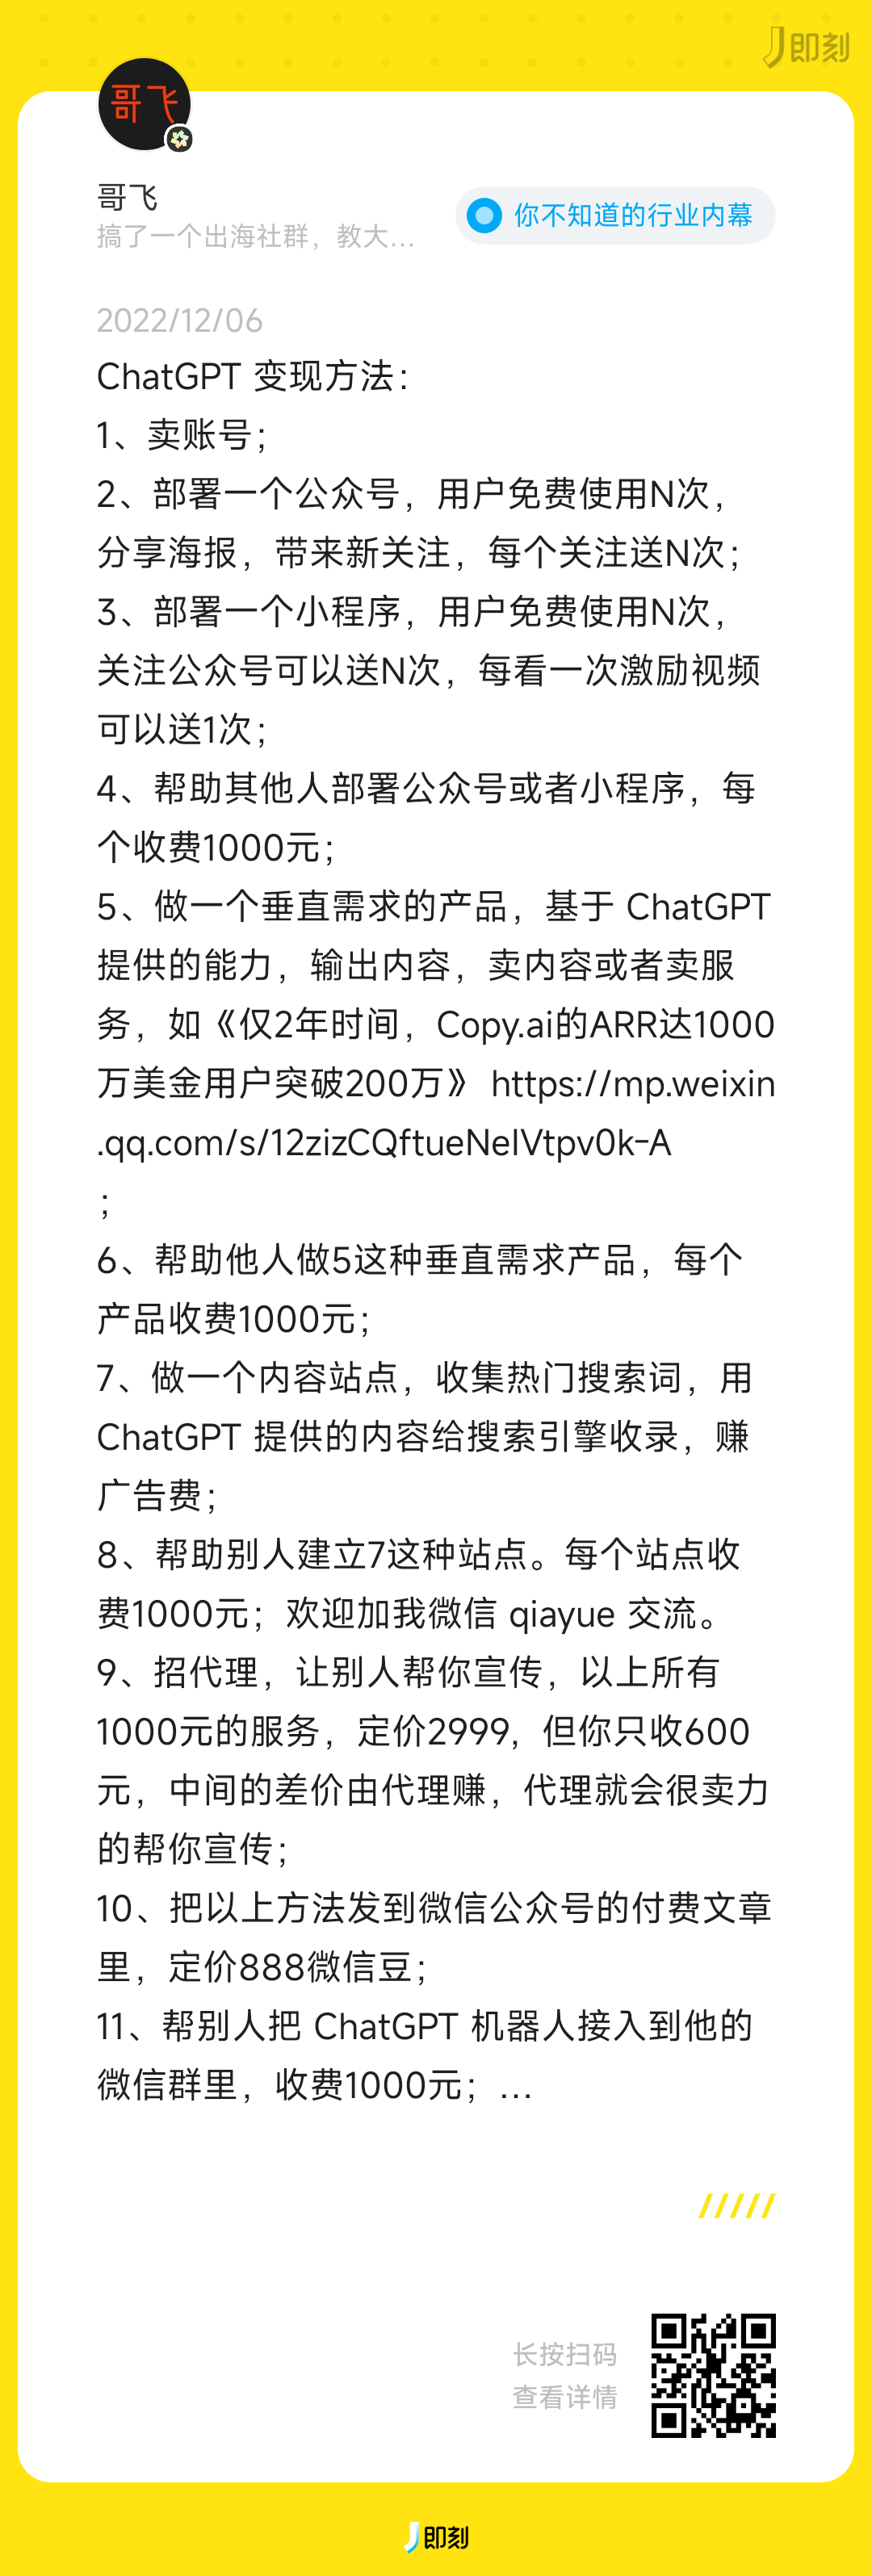 即刻
哥飞
哥飞
搞了一个出海社群，教大...
你不知道的行业内幕
2022/12/06
ChatGPT 变现方法：
1、卖账号；
2、部署一个公众号，用户免费使用N次，
分享海报，带来新关注，每个关注送N次；
3、部署一个小程序，用户免费使用N次，
关注公众号可以送N次，每看一次激励视频
可以送1次；
4、帮助其他人部署公众号或者小程序，每
个收费1000元；
5、做一个垂直需求的产品，基于 ChatGPT
提供的能力，输出内容，卖内容或者卖服
务，如《仅2年时间，Copy.ai的ARR达1000
万美金用户突破200万》 https://mp.weixin
.qq.com/s/12zizCQftueNeIVtpv0k-A
；
6、帮助他人做5这种垂直需求产品，每个
产品收费1000元；
7、做一个内容站点，收集热门搜索词，用
ChatGPT 提供的内容给搜索引擎收录，赚
广告费；
8、帮助别人建立7这种站点。每个站点收
费1000元；欢迎加我微信 qiayue 交流。
9、招代理，让别人帮你宣传，以上所有
1000元的服务，定价2999，但你只收600
元，中间的差价由代理赚，代理就会很卖力
的帮你宣传；
10、把以上方法发到微信公众号的付费文章
里，定价888微信豆；
11、帮别人把 ChatGPT 机器人接入到他的
微信群里，收费1000元；...
长按扫码
查看详情
即刻